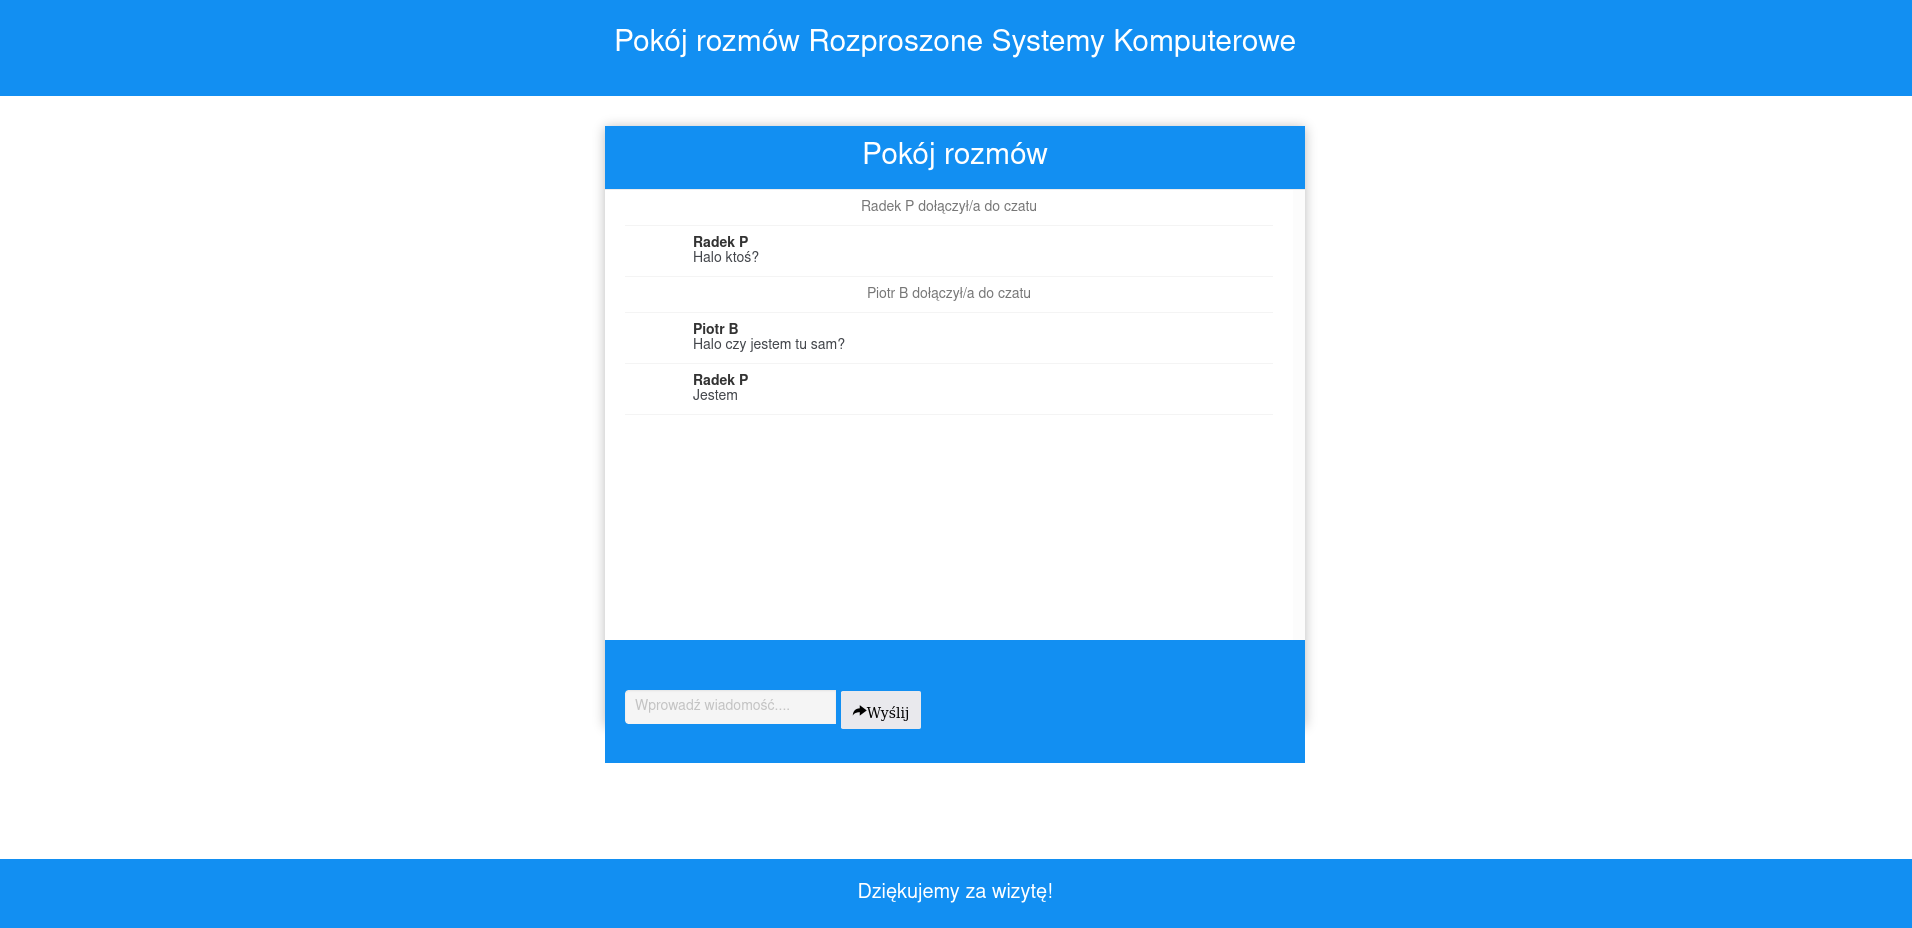 Pokój rozmów Rozproszone Systemy Komputerowe
Pokój rozmów
Radek P dołączył/a do czatu
Radek P
Halo ktoś?
Piotr B dołączył/a do czatu
Piotr B
Halo czy jestem tu sam?
Radek P
Jestem
Wprowadź wiadomość....
Wyślij
Dziękujemy za wizytę!